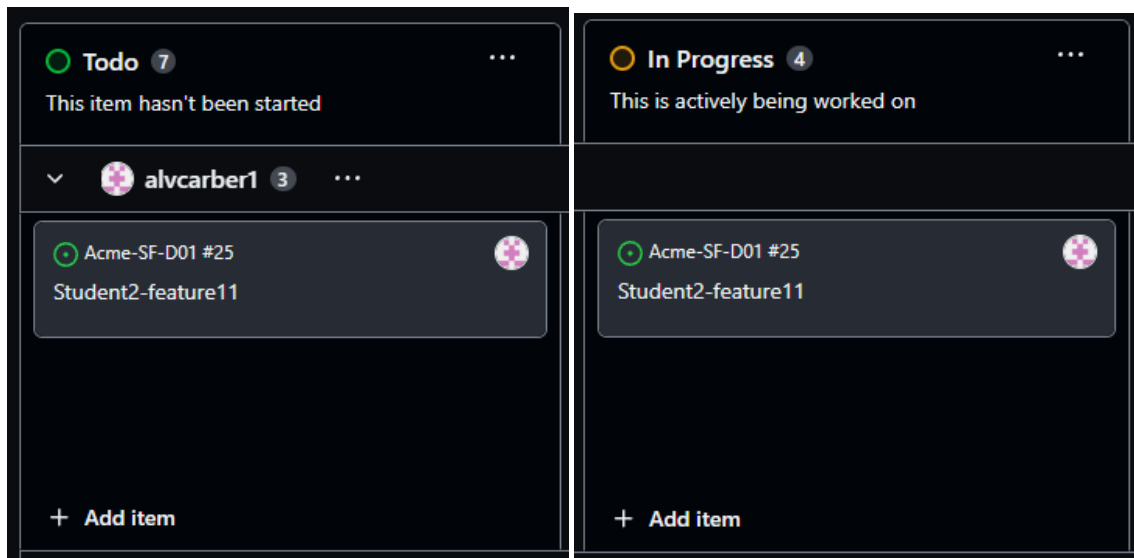 Todo 7 ...
This item hasn't been started
alvcarber1 3 ...
Acme-SF-D01 #25
Student2-feature11
+ Add item
In Progress 4 ...
This is actively being worked on
Acme-SF-D01 #25
Student2-feature11
+ Add item